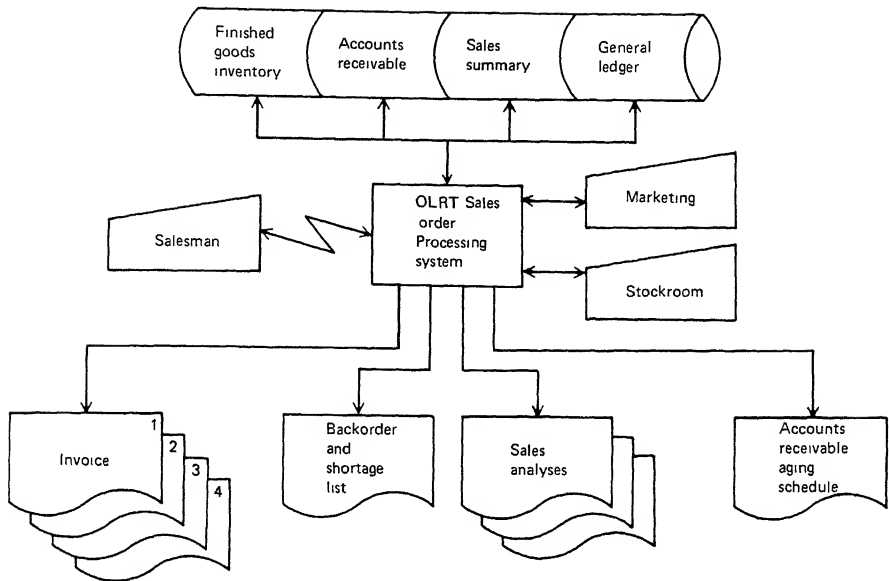 Finished
goods
inventory
Accounts
receivable
Sales
summary
General
ledger
OLRT Sales
order
Processing
system
Salesman
Marketing
Stockroom
Invoice
1
2
3
4
Backorder
and
shortage
list
Sales
analyses
Accounts
receivable
aging
schedule